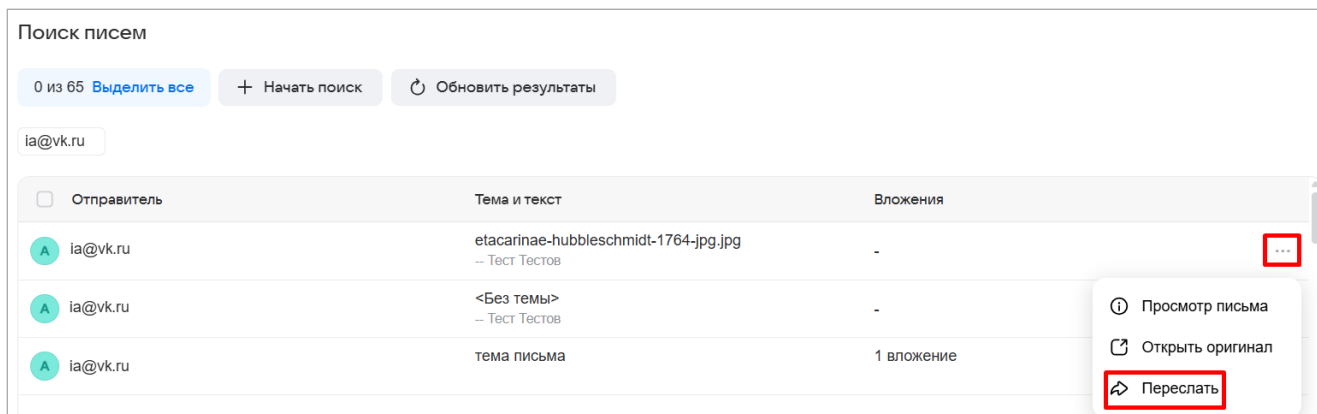 Поиск писем
0 из 65 Выделить все + Начать поиск Обновить результаты
ia@vk.ru
Отправитель Тема и текст Вложения
A ia@vk.ru etacarinae-hubbleschmidt-1764-jpg.jpg - ...
-- Тест Тестов
A ia@vk.ru <Без темы> -
-- Тест Тестов
A ia@vk.ru тема письма 1 вложение
Просмотр письма
Открыть оригинал
Переслать